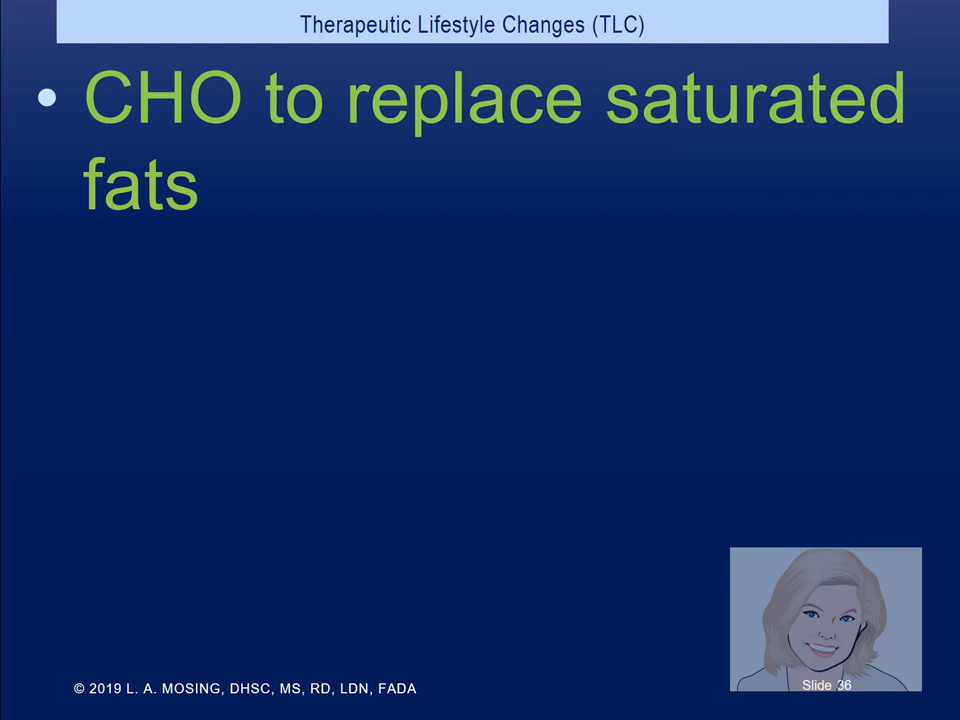 Therapeutic Lifestyle Changes (TLC)
• CHO to replace saturated
fats
© 2019 L. A. MOSING, DHSC, MS, RD, LDN, FADA
Slide 36